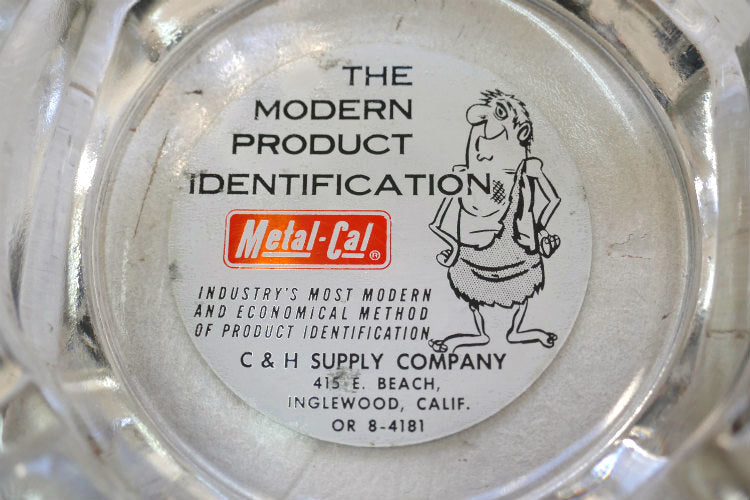 THE
MODERN
PRODUCT
IDENTIFICATION
Metal-Cal ®
INDUSTRY'S MOST MODERN
AND ECONOMICAL METHOD
OF PRODUCT IDENTIFICATION
C & H SUPPLY COMPANY
415 E. BEACH,
INGLEWOOD, CALIF.
OR 8-4181